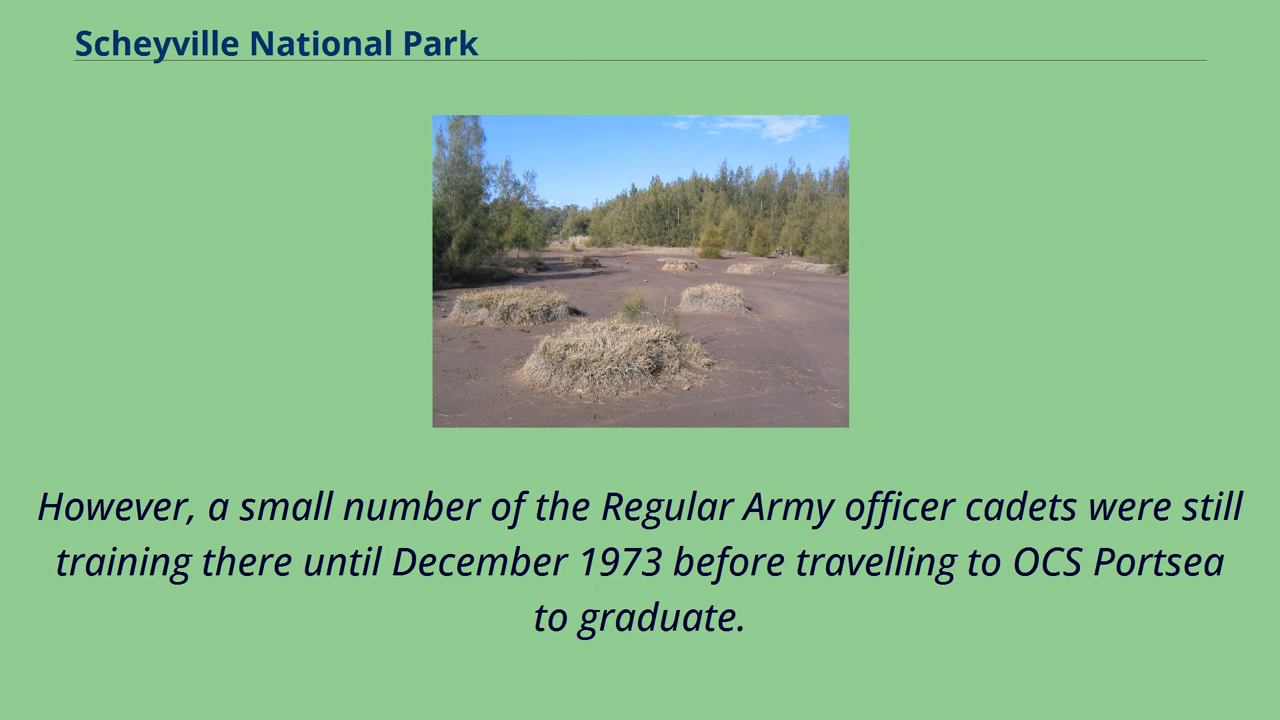 Scheyville National Park
However, a small number of the Regular Army officer cadets were still
training there until December 1973 before travelling to OCS Portsea
to graduate.